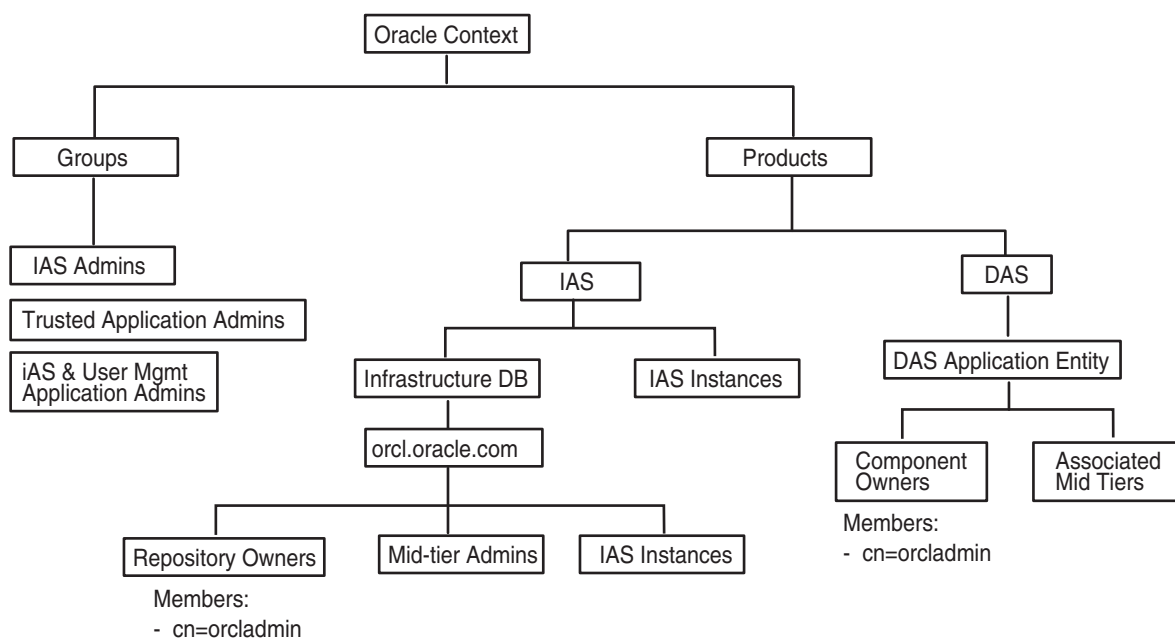 Oracle Context
Groups
Products
IAS Admins
Trusted Application Admins
iAS & User Mgmt
Application Admins
IAS
DAS
Infrastructure DB
IAS Instances
DAS Application Entity
orcl.oracle.com
Component
Owners
Associated
Mid Tiers
Members:
- cn=orcladmin
Repository Owners
Mid-tier Admins
IAS Instances
Members:
- cn=orcladmin